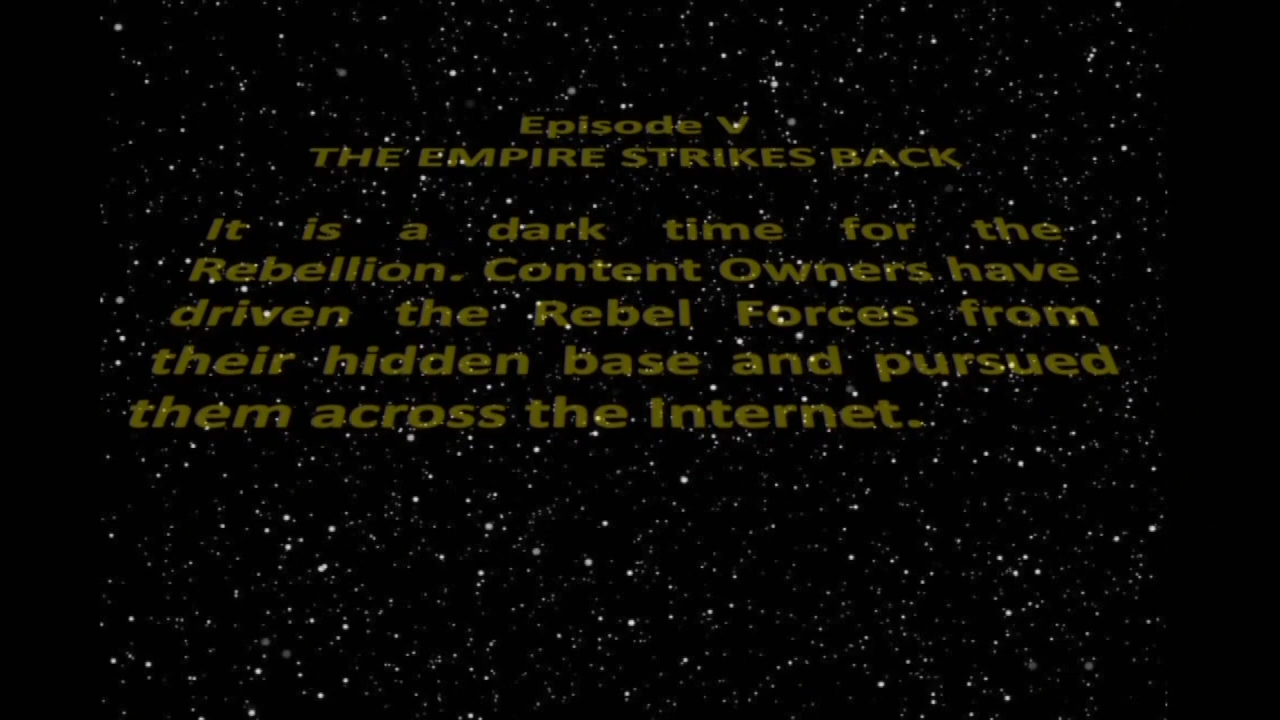 Episode V
THE EMPIRE STRIKES BACK
It is a dark time for the
Rebellion. Content Owners have
driven the Rebel Forces from
their hidden base and pursued
them across the Internet.